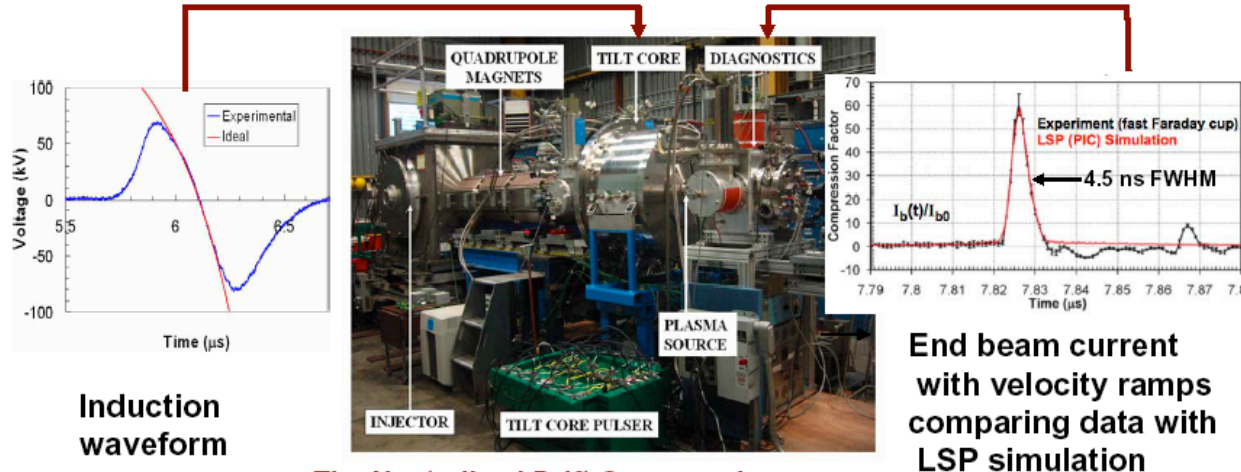 100
50
0
-50
-100
5.5
6
6.5
Voltage (kV)
Time (μs)
Experimental
Ideal
Induction
waveform
QUADRUPOLE
MAGNETS
TILT CORE
DIAGNOSTICS
PLASMA
SOURCE
INJECTOR
TILT CORE PULSER
70
60
50
40
30
20
10
0
-10
Compression Factor
Experiment (fast Faraday cup)
LSP (PIC) Simulation
4.5 ns FWHM
I_b(t)/I_b0
7.79
7.8
7.81
7.82
7.83
7.84
7.85
7.86
7.87
Time (μs)
End beam current
with velocity ramps
comparing data with
LSP simulation